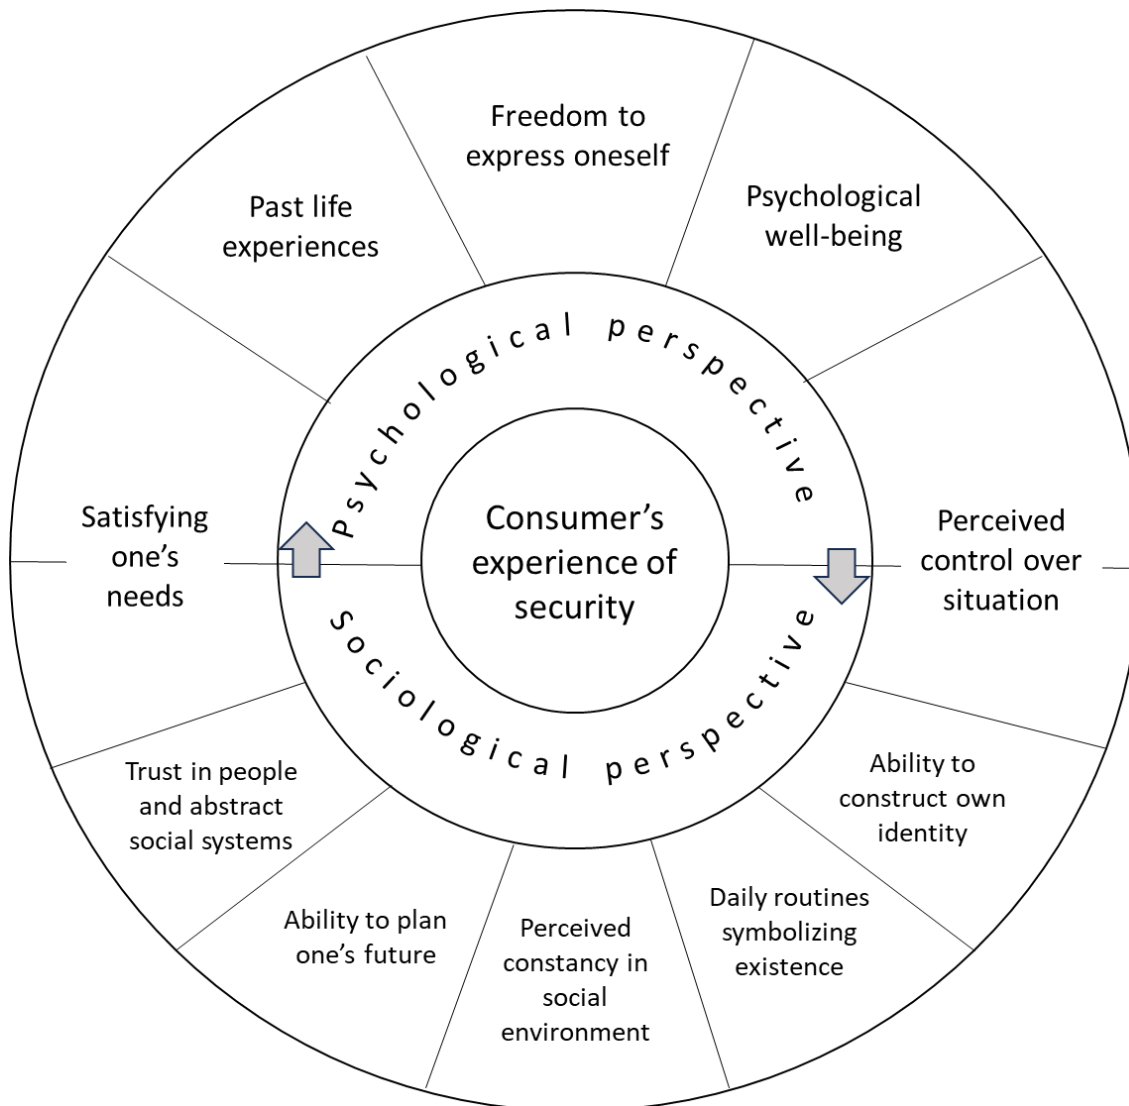 Freedom to
express oneself
Past life
experiences
Psychological
well-being
Psychological perspective
Satisfying
one's
needs
Consumer's
experience of
security
Perceived
control over
situation
Sociological perspective
Trust in people
and abstract
social systems
Ability to
construct own
identity
Ability to plan
one's future
Perceived
constancy in
social
environment
Daily routines
symbolizing
existence